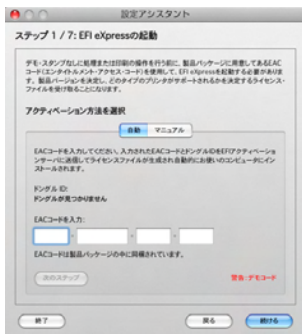 設定アシスタント
ステップ 1 / 7: EFI eXpressの起動
デモ・スタンプなしに処理または印刷の操作を行う前に、製品パッケージに用意してあるEAC
コード(エンタイトルメント・アクセス・コード)を使用して、EFI eXpressを起動する必要がありま
す。製品バージョンを決定し、どのタイプのプリンタがサポートされるかを決定するライセンス・
ファイルを受け取ることになります。
アクティベーション方法を選択
自動 マニュアル
EACコードを入力してください。入力されたEACコードとドングルIDをEFIアクティベーショ
ンサーバに送信してライセンスファイルが生成され自動的にお使いのコンピュータにイン
ストールされます。
ドングル ID:
ドングルが見つかりません
EACコードを入力:
- - -
EACコードは製品パッケージの中に同梱されています。
次のステップ 警告: デモコード
終了 戻る 続ける